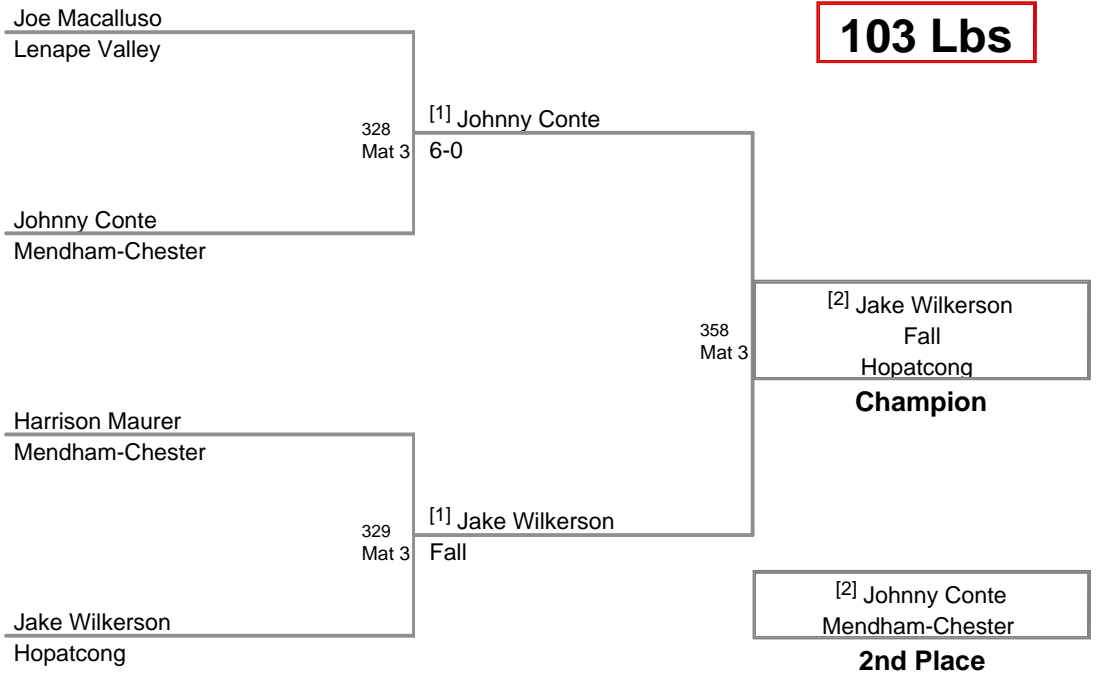 Joe Macalluso
Lenape Valley
103 Lbs
328
Mat 3
[1] Johnny Conte
6-0
Johnny Conte
Mendham-Chester
358
Mat 3
[2] Jake Wilkerson
Fall
Hopatcong
Champion
Harrison Maurer
Mendham-Chester
329
Mat 3
[1] Jake Wilkerson
Fall
Jake Wilkerson
Hopatcong
[2] Johnny Conte
Mendham-Chester
2nd Place